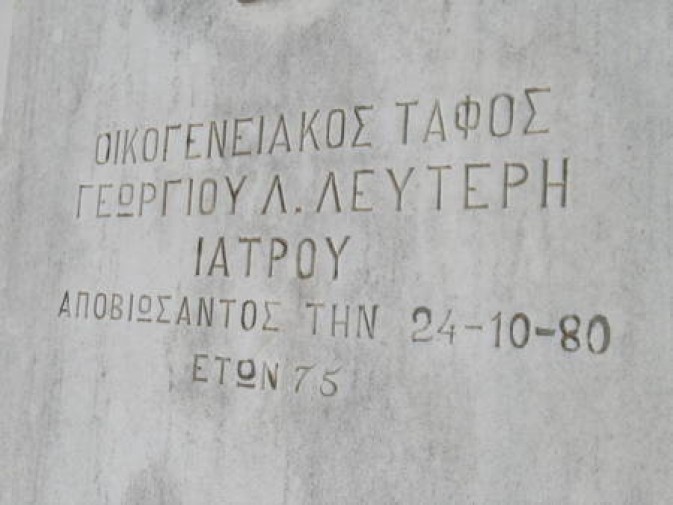 ΟΙΚΟΓΕΝΕΙΑΚΟΣ ΤΑΦΟΣ
ΓΕΩΡΓΙΟΥ Λ. ΛΕΥΤΕΡΗ
ΙΑΤΡΟΥ
ΑΠΟΒΙΩΣΑΝΤΟΣ ΤΗΝ 24-10-80
ΕΤΩΝ 75